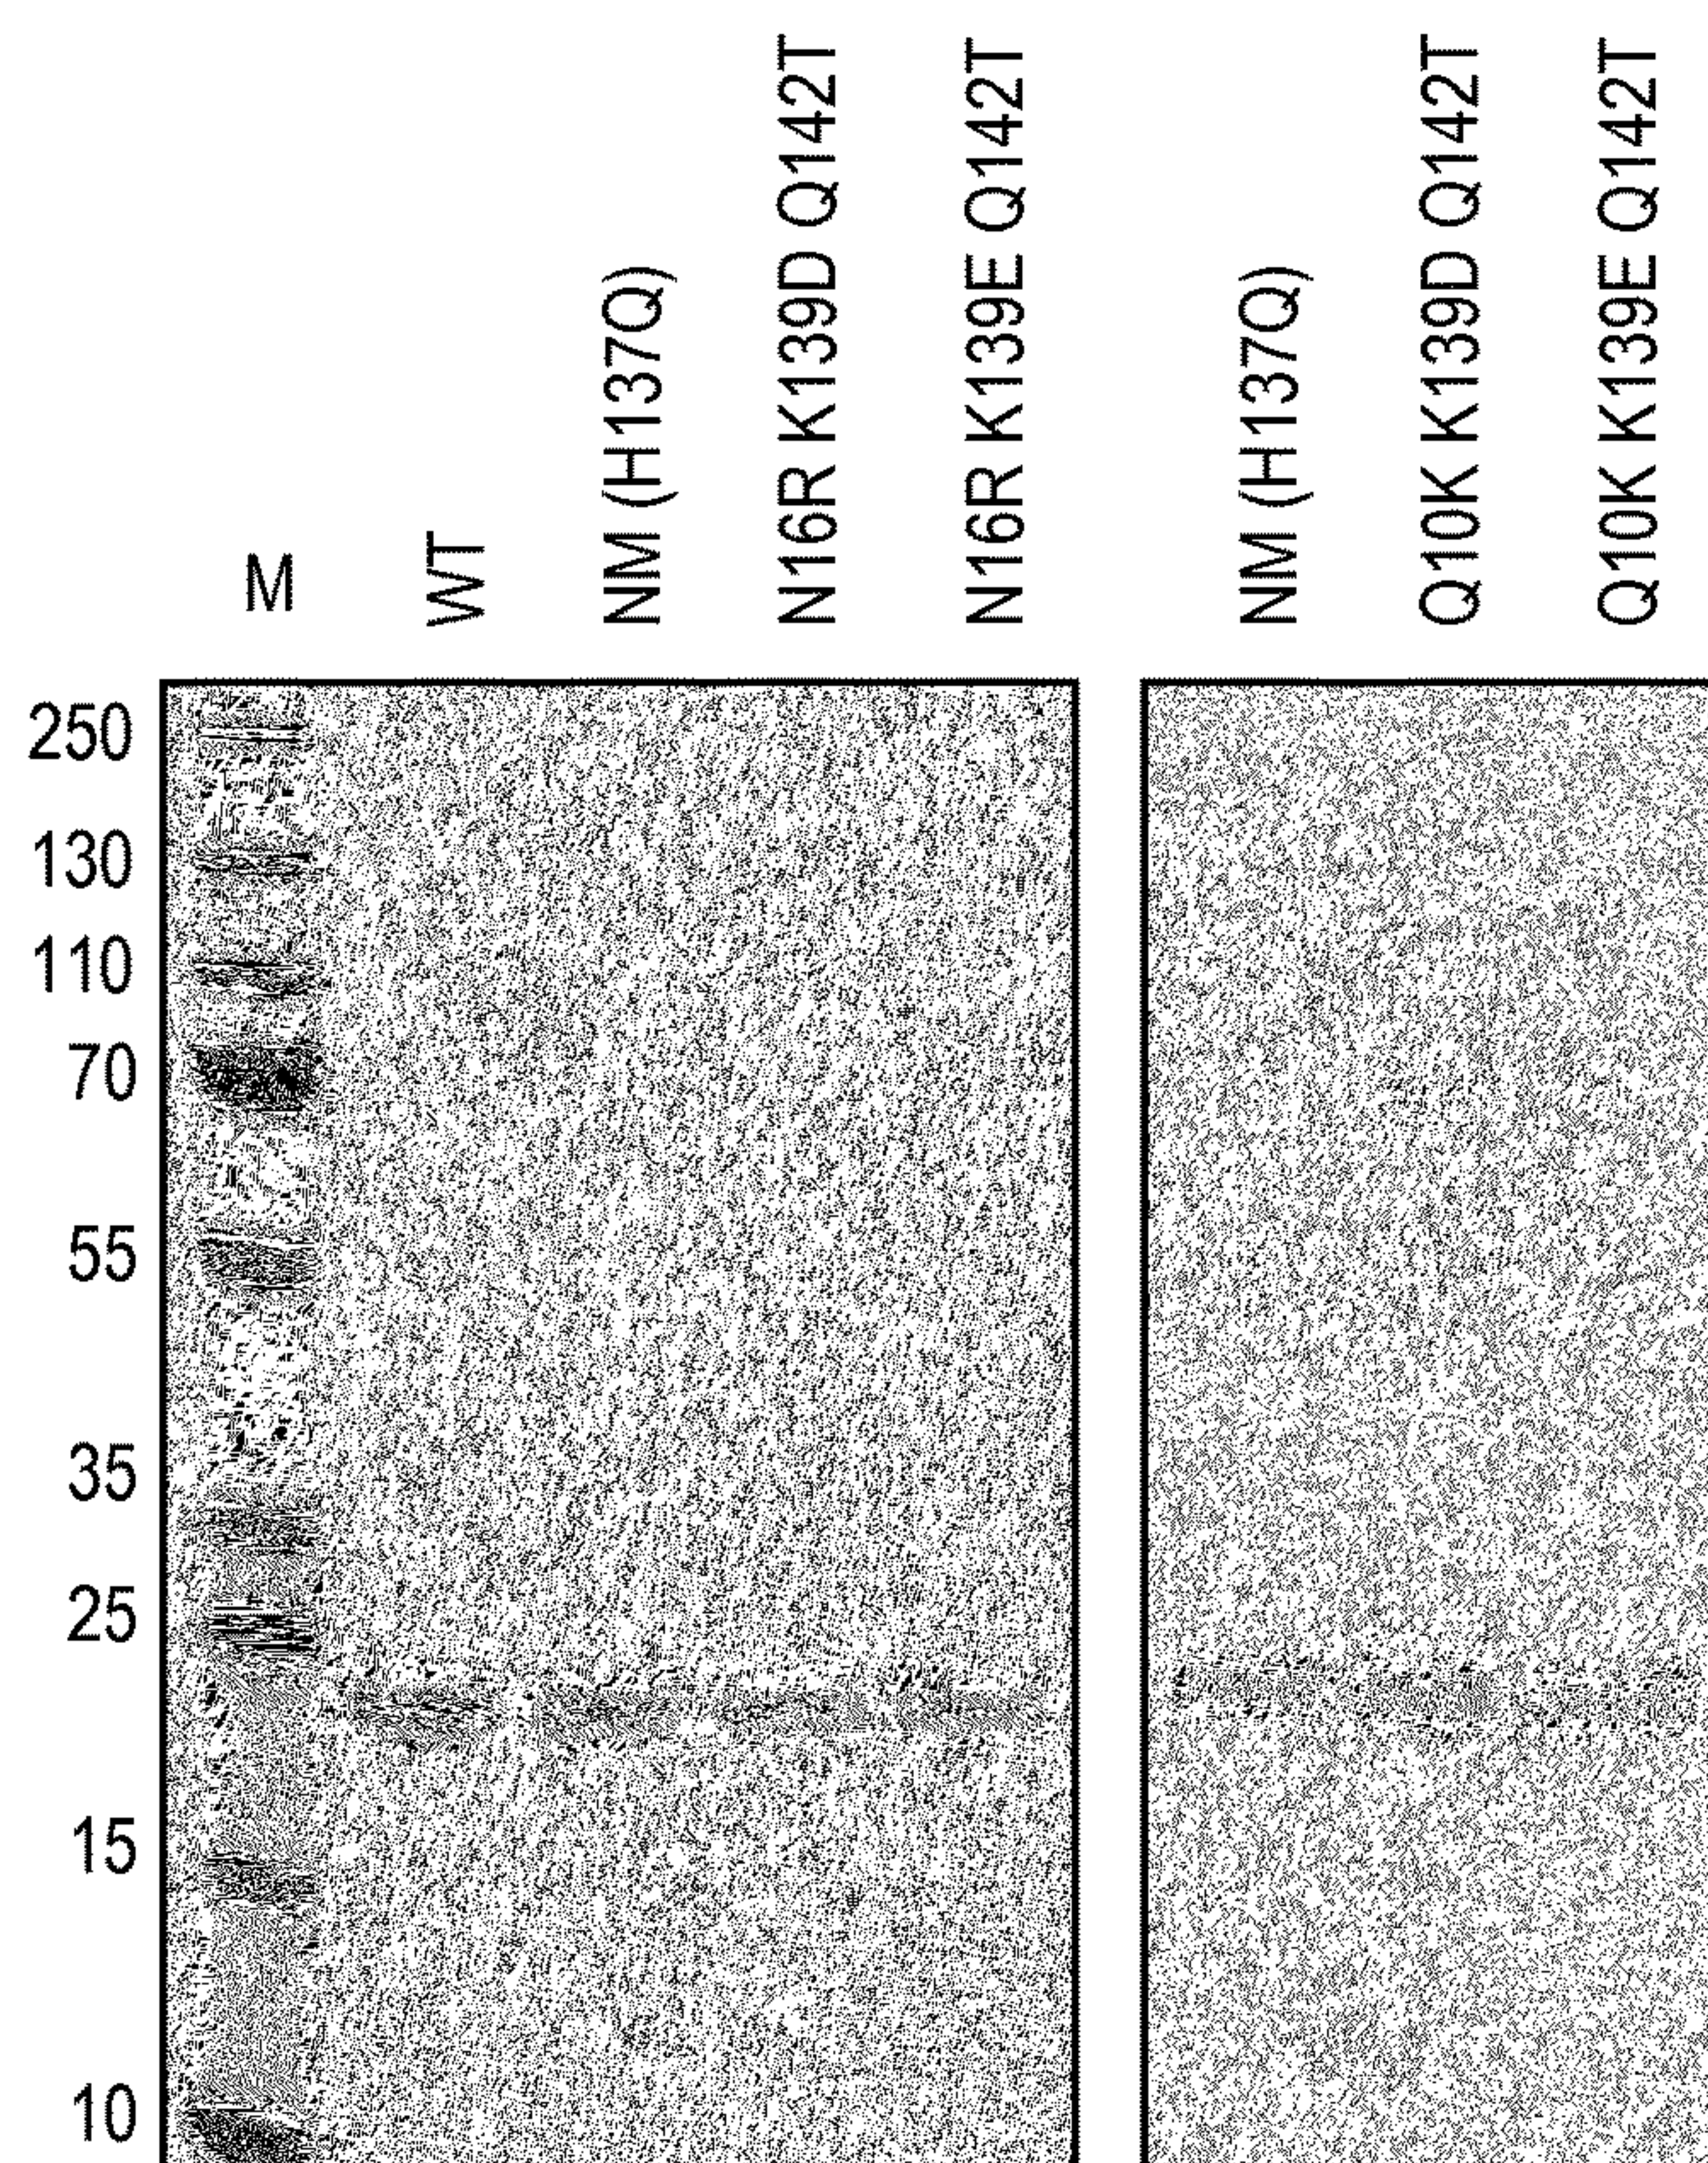 M
WT
NM (H137Q)
N16R K139D Q142T
N16R K139E Q142T
NM (H137Q)
Q10K K139D Q142T
Q10K K139E Q142T
250
130
110
70
55
35
25
15
10